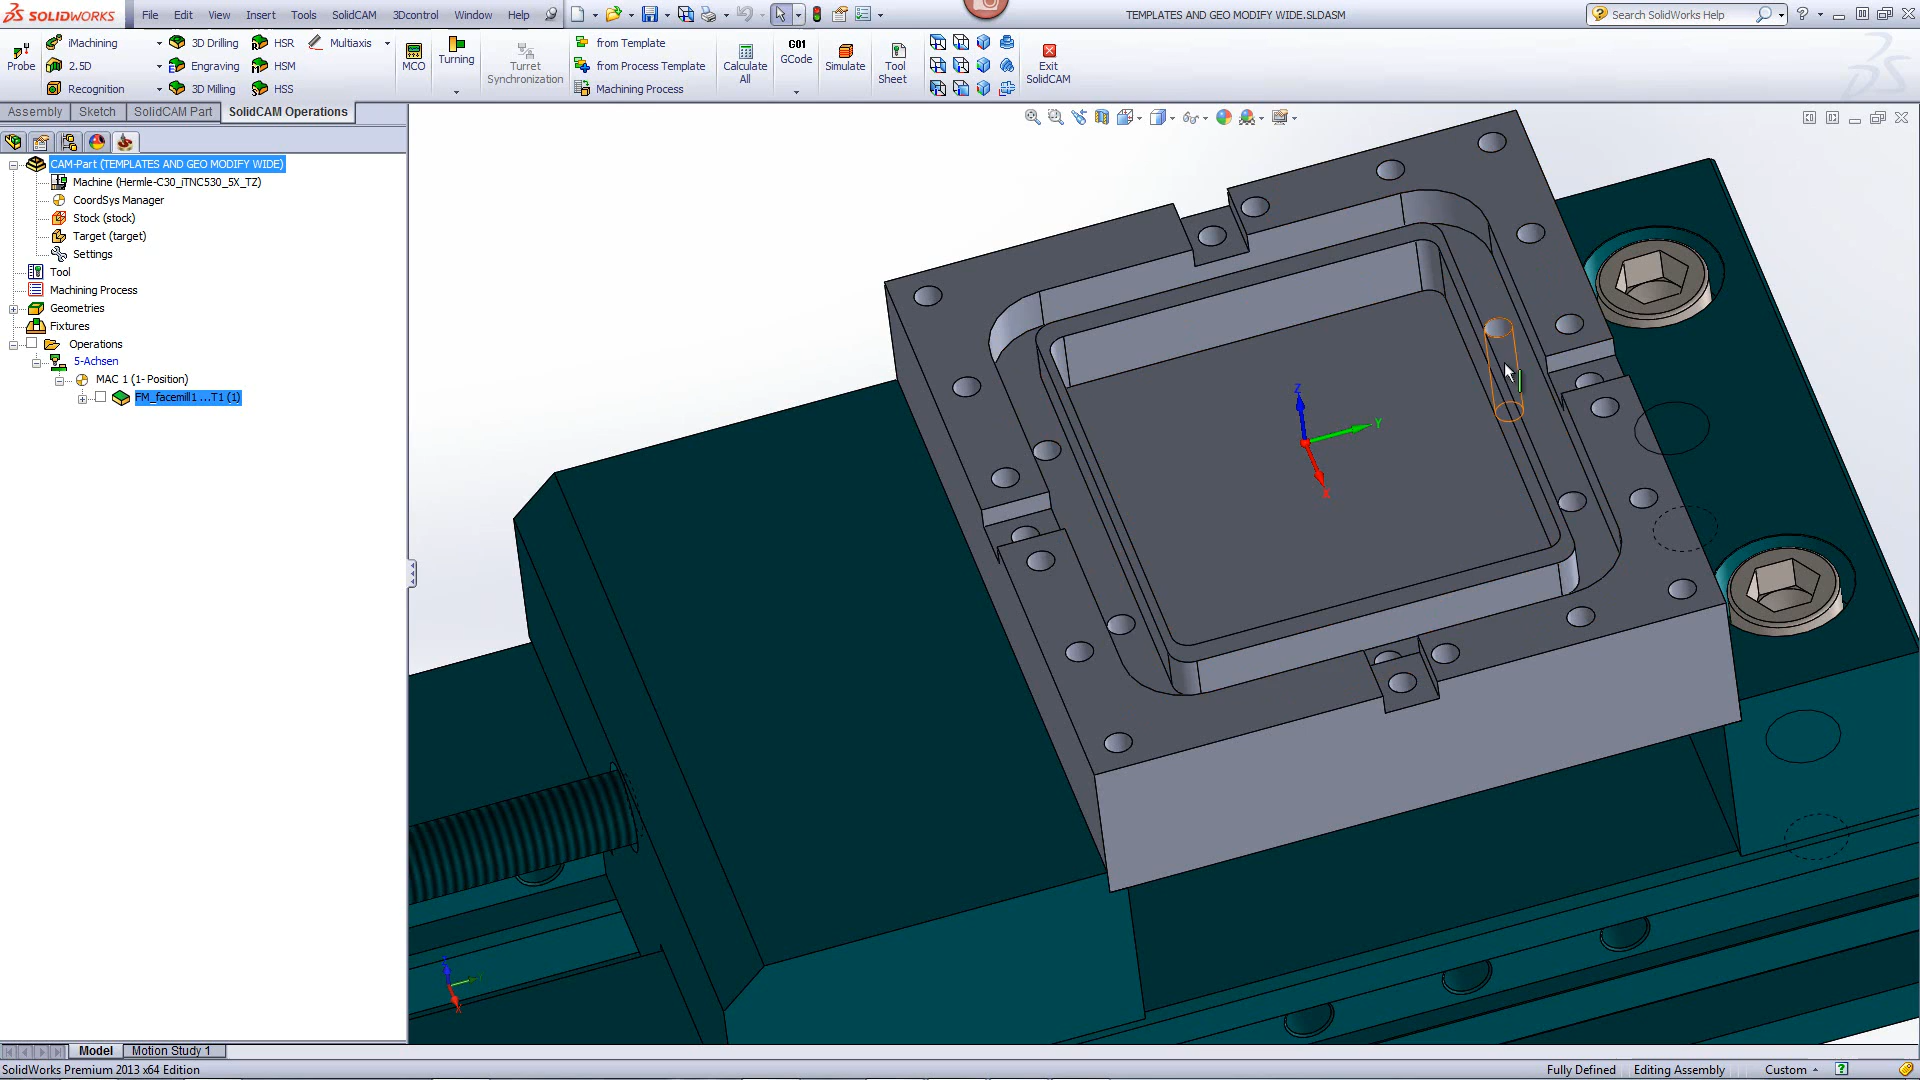 SOLIDWORKS File Edit View Insert Tools SolidCAM 3Dcontrol Window Help TEMPLATES AND GEO MODIFY WIDE.SLDASM Search SolidWorks Help
Probe
iMachining
2.5D
Recognition
3D Drilling
Engraving
3D Milling
HSR
HSM
HSS
Multiaxis
MCO
Turning
Turret
Synchronization
from Template
from Process Template
Machining Process
Calculate
All
G01
GCode
Simulate
Tool
Sheet
Exit
SolidCAM
Assembly Sketch SolidCAM Part SolidCAM Operations
CAM-Part (TEMPLATES AND GEO MODIFY WIDE)
Machine (Hermle-C30_iTNC530_5X_TZ)
CoordSys Manager
Stock (stock)
Target (target)
Settings
Tool
Machining Process
Geometries
Fixtures
Operations
5-Achsen
MAC 1 (1- Position)
FM_facemill1 ...T1 (1)
Z
Y
X
Model Motion Study 1
SolidWorks Premium 2013 x64 Edition Fully Defined Editing Assembly Custom